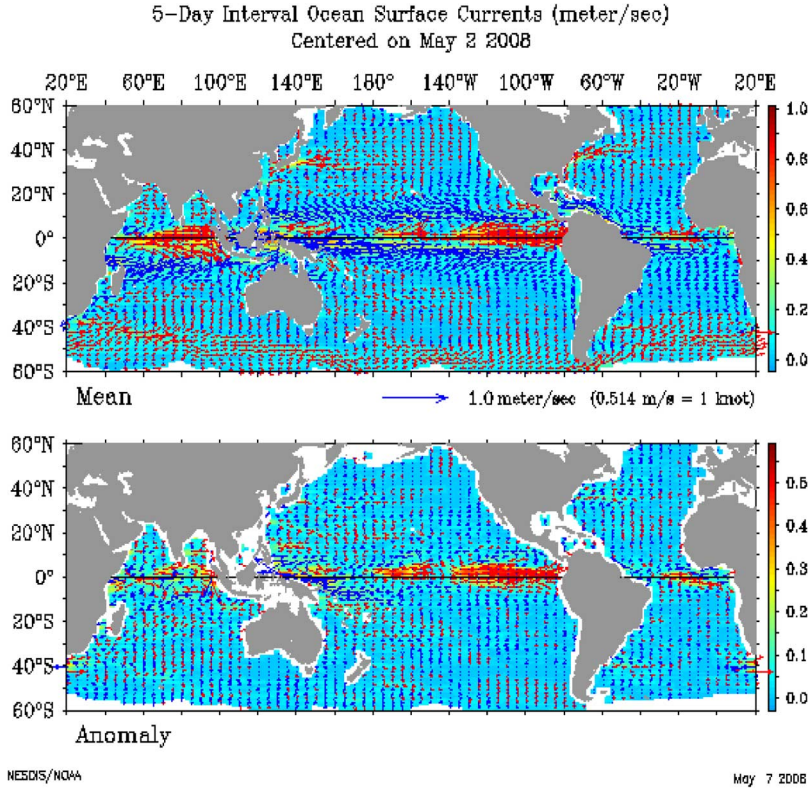 5-Day Interval Ocean Surface Currents (meter/sec)
Centered on May 2 2008
20°E 60°E 100°E 140°E 180° 140°W 100°W 60°W 20°W 20°E
60°N
40°N
20°N
0°
20°S
40°S
60°S
1.0
0.8
0.6
0.4
0.2
0.0
Mean
1.0 meter/sec (0.514 m/s = 1 knot)
60°N
40°N
20°N
0°
20°S
40°S
60°S
0.5
0.4
0.3
0.2
0.1
0.0
Anomaly
NESDIS/NOAA
May 7 2008